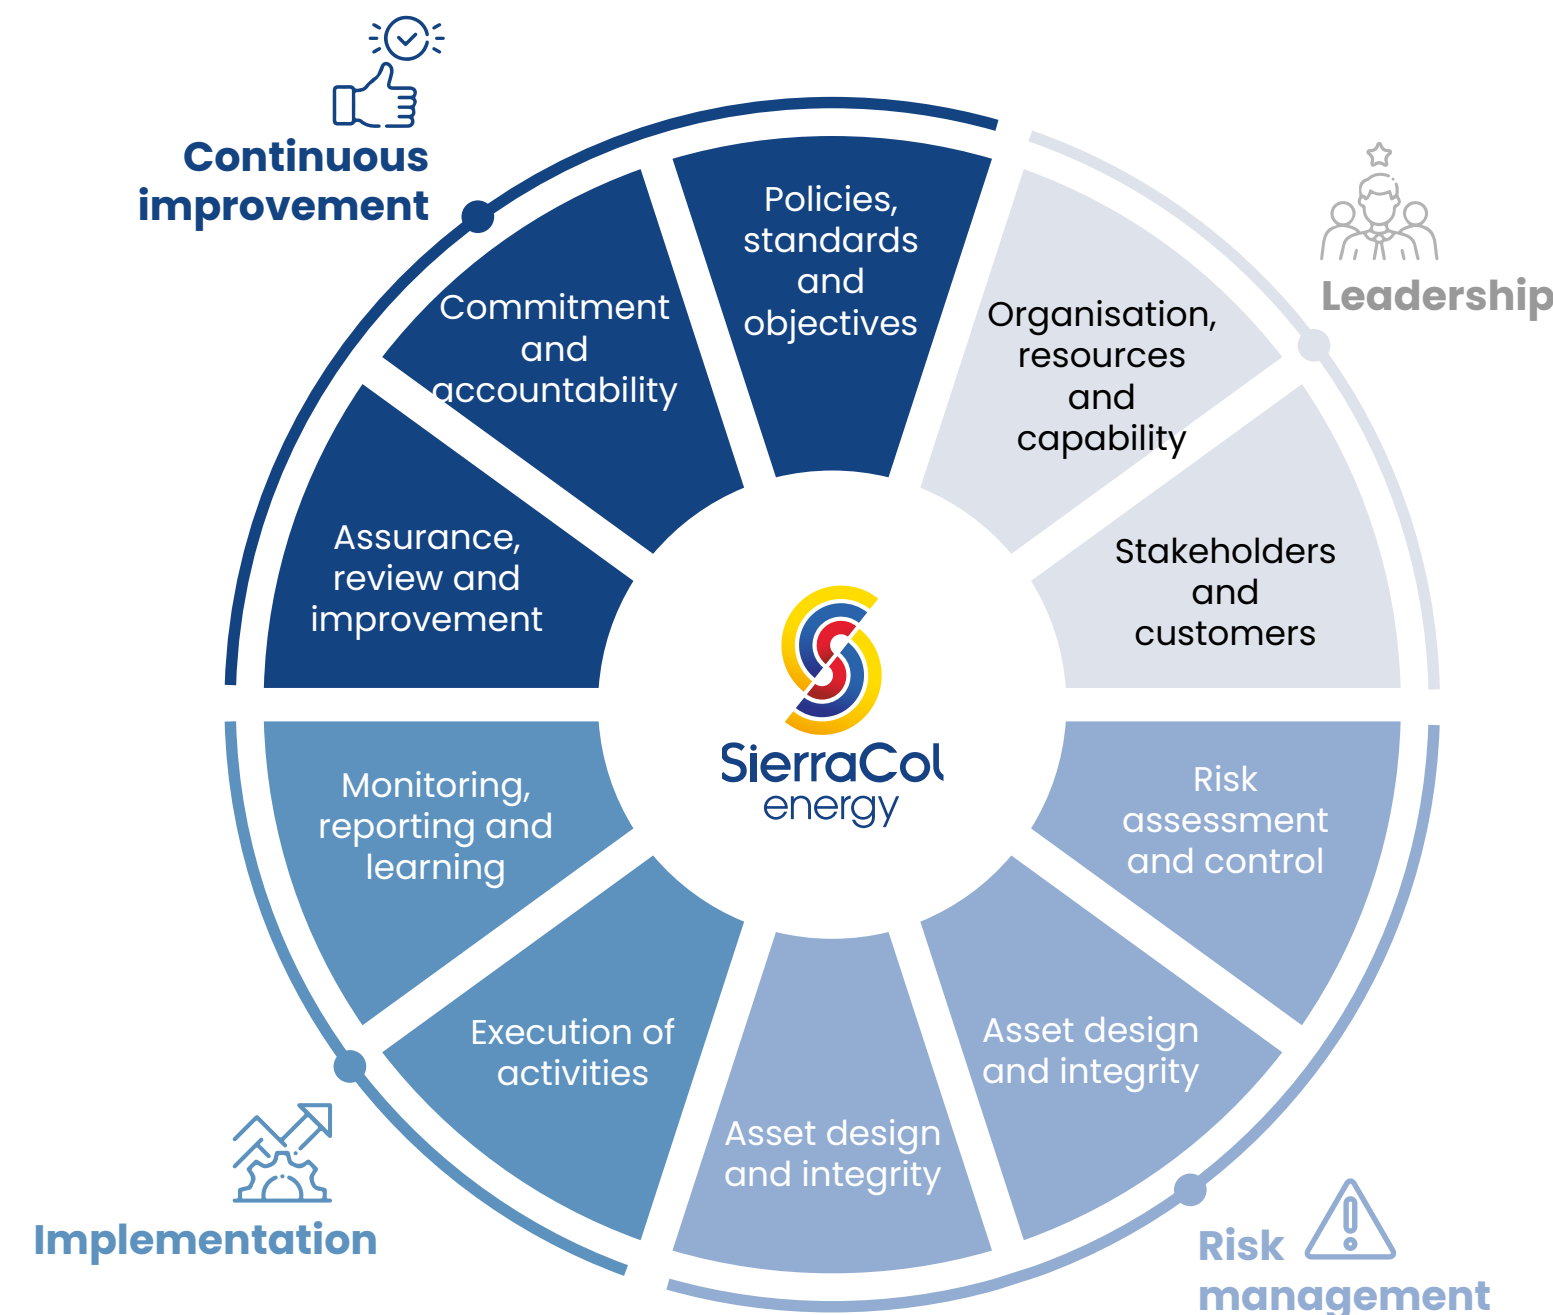 Continuous
improvement
Leadership
Policies,
standards
and
objectives
Organisation,
resources
and
capability
Stakeholders
and
customers
Risk
assessment
and control
Asset design
and integrity
Asset design
and integrity
Execution of
activities
Monitoring,
reporting and
learning
Assurance,
review and
improvement
Commitment
and
accountability
SierraCol
energy
Implementation
Risk
management